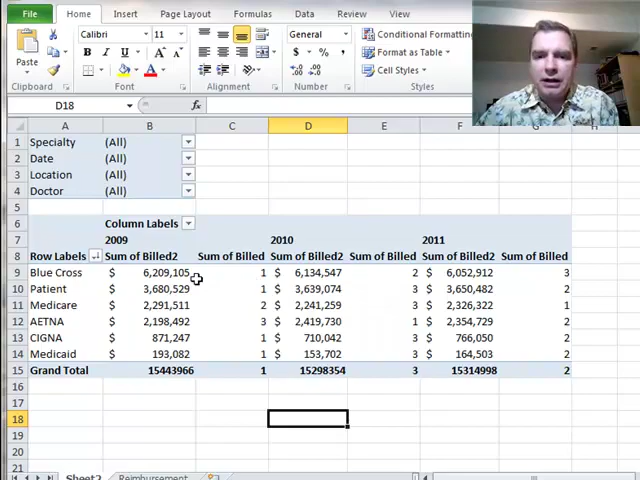 File Home Insert Page Layout Formulas Data Review View
Calibri 11 General Conditional Formatting
Paste B I U $ % , Format as Table
Cell Styles
Clipboard Font Alignment Number
D18 fx
A B C D E F G H
1 Specialty (All)
2 Date (All)
3 Location (All)
4 Doctor (All)
5
6 Column Labels
7 2009 2010 2011
8 Row Labels Sum of Billed2 Sum of Billed Sum of Billed2 Sum of Billed Sum of Billed2 Sum of Billed
9 Blue Cross $ 6,209,105 1 $ 6,134,547 2 $ 6,052,912 3
10 Patient $ 3,680,529 1 $ 3,639,074 3 $ 3,650,482 2
11 Medicare $ 2,291,511 2 $ 2,241,259 3 $ 2,326,322 1
12 AETNA $ 2,198,492 3 $ 2,419,730 1 $ 2,354,729 2
13 CIGNA $ 871,247 1 $ 710,042 3 $ 766,050 2
14 Medicaid $ 193,082 1 $ 153,702 3 $ 164,503 2
15 Grand Total 15443966 1 15298354 3 15314998 2
16
17
18
19
20
21
Sheet2 Reimbursement